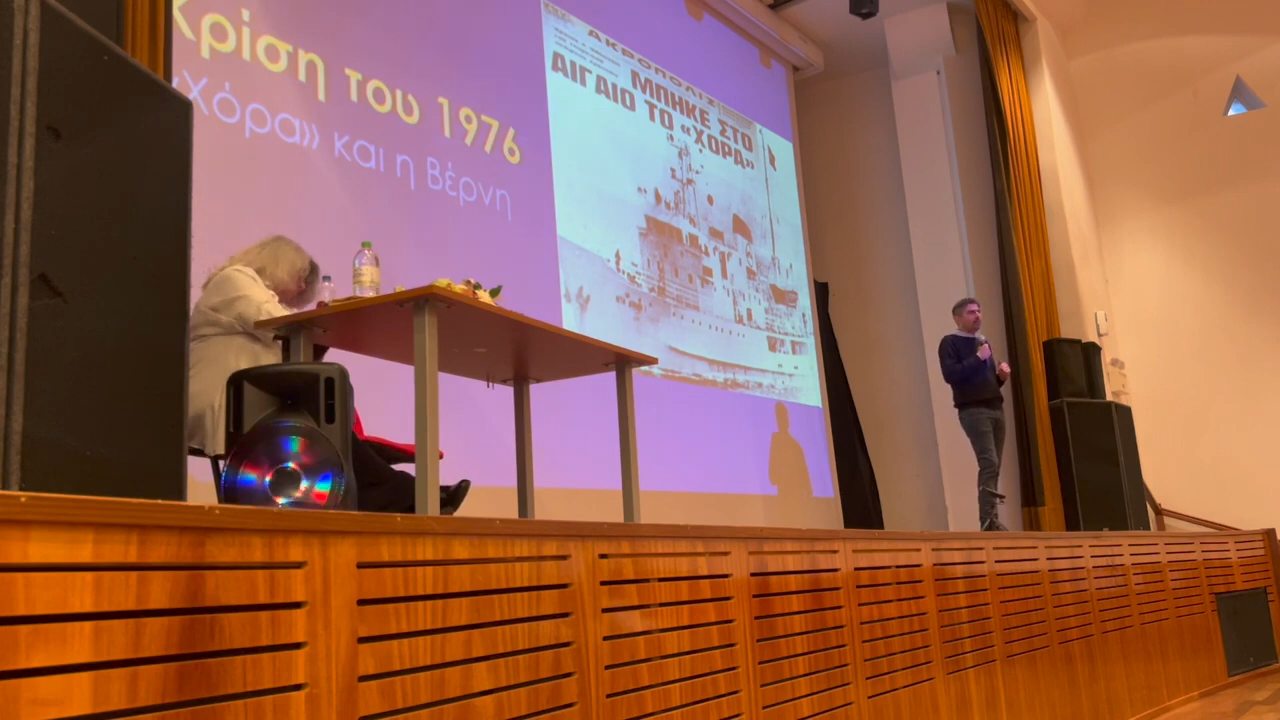 κρίση του 1976
«Χόρα» και η Βέρνη
ΑΚΡΟΠΟΛΙΣ
ΜΠΗΚΕ ΣΤΟ
ΑΙΓΑΙΟ ΤΟ «ΧΟΡΑ»